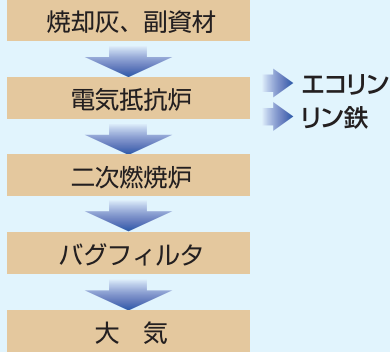 焼却灰、副資材
電気抵抗炉
エコリン
リン鉄
二次燃焼炉
バグフィルタ
大　気